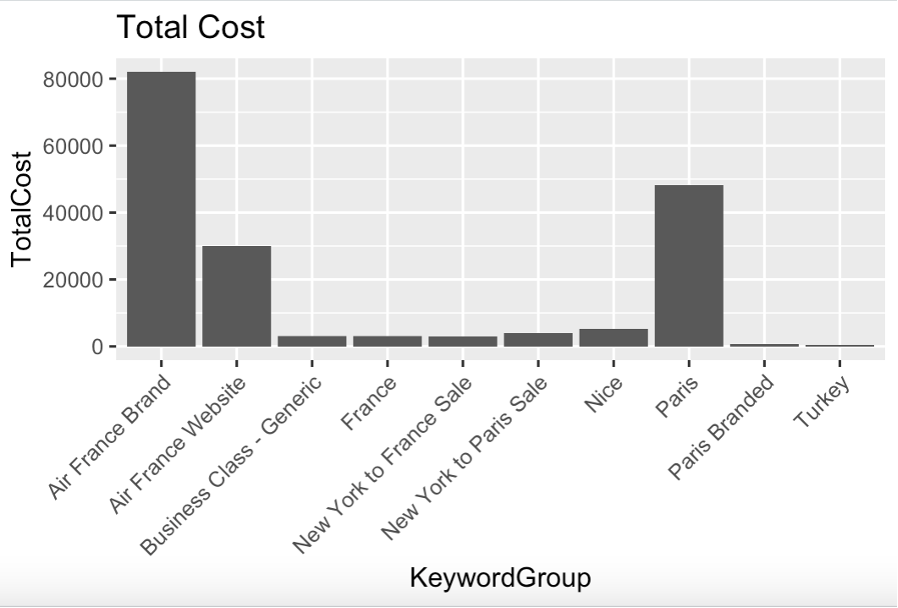 Total Cost
TotalCost
80000
60000
40000
20000
0
Air France Brand
Air France Website
Business Class - Generic
France
New York to France Sale
New York to Paris Sale
Nice
Paris
Paris Branded
Turkey
KeywordGroup